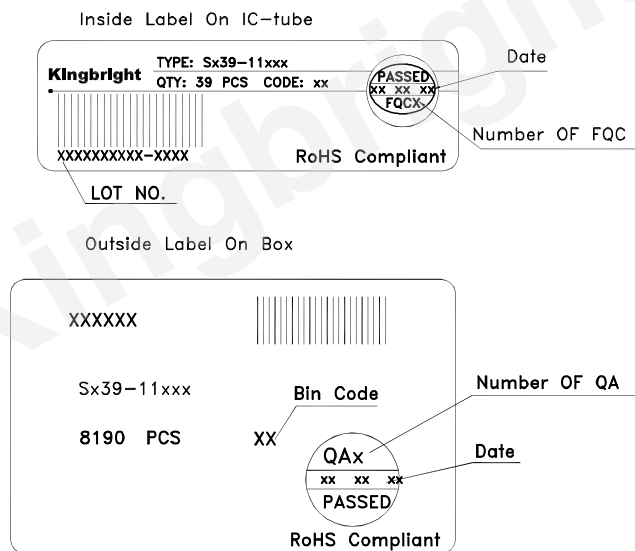 Inside Label On IC-tube
Kingbright
TYPE: Sx39-11xxx
QTY: 39 PCS CODE: xx
PASSED
xx xx xx
FQCX
Date
Number OF FQC
XXXXXXXXXX-XXXX
RoHS Compliant
LOT NO.
Outside Label On Box
XXXXXX
Sx39-11xxx
Bin Code
Number OF QA
8190 PCS
XX
QAx
Date
xx xx xx
PASSED
RoHS Compliant
Kingbright